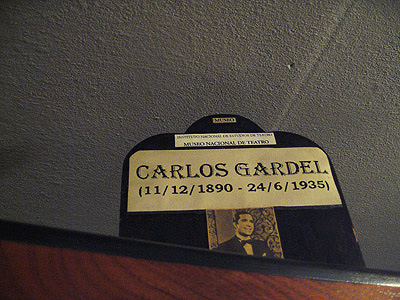 MUSEO
INSTITUTO NACIONAL DE ESTUDIOS DE TEATRO
MUSEO NACIONAL DE TEATRO
CARLOS GARDEL
(11/12/1890 - 24/6/1935)